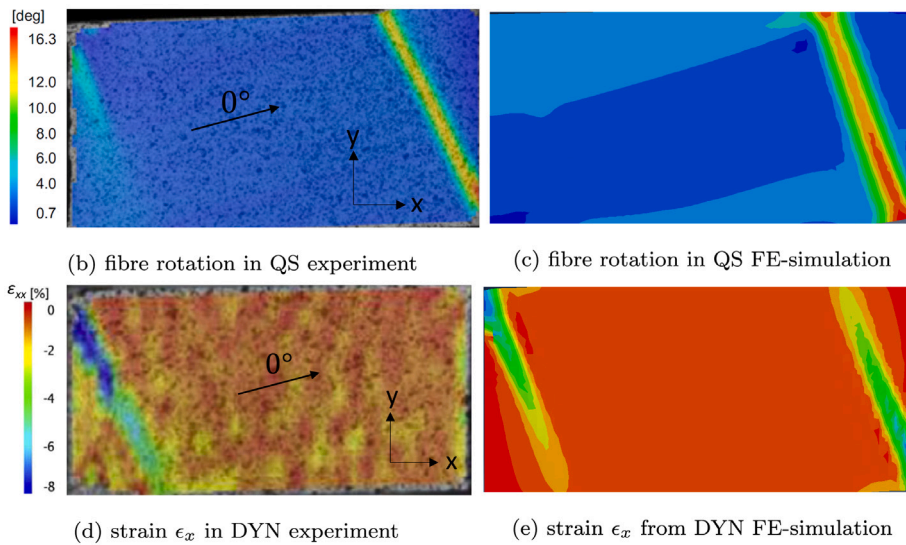 [deg]
16.3
12.0
10.0
8.0
6.0
4.0
0.7
0°
y
x
(b) fibre rotation in QS experiment
(c) fibre rotation in QS FE-simulation
εxx [%]
0
-2
-4
-6
-8
0°
y
x
(d) strain ϵx in DYN experiment
(e) strain ϵx from DYN FE-simulation